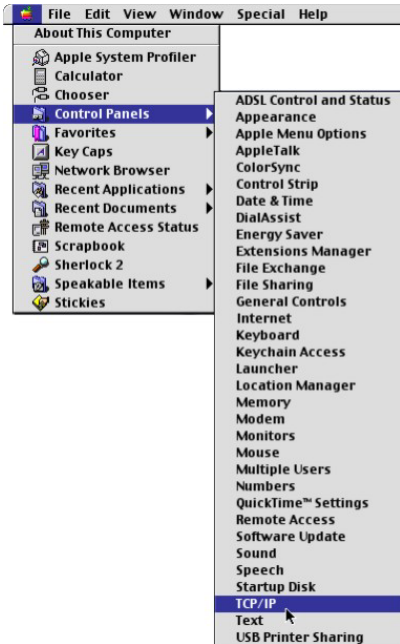 File Edit View Window Special Help
About This Computer
Apple System Profiler
Calculator
Chooser
Control Panels
Favorites
Key Caps
Network Browser
Recent Applications
Recent Documents
Remote Access Status
Scrapbook
Sherlock 2
Speakable Items
Stickies
ADSL Control and Status
Appearance
Apple Menu Options
AppleTalk
ColorSync
Control Strip
Date & Time
DialAssist
Energy Saver
Extensions Manager
File Exchange
File Sharing
General Controls
Internet
Keyboard
Keychain Access
Launcher
Location Manager
Memory
Modem
Monitors
Mouse
Multiple Users
Numbers
QuickTime™ Settings
Remote Access
Software Update
Sound
Speech
Startup Disk
TCP/IP
Text
USB Printer Sharing